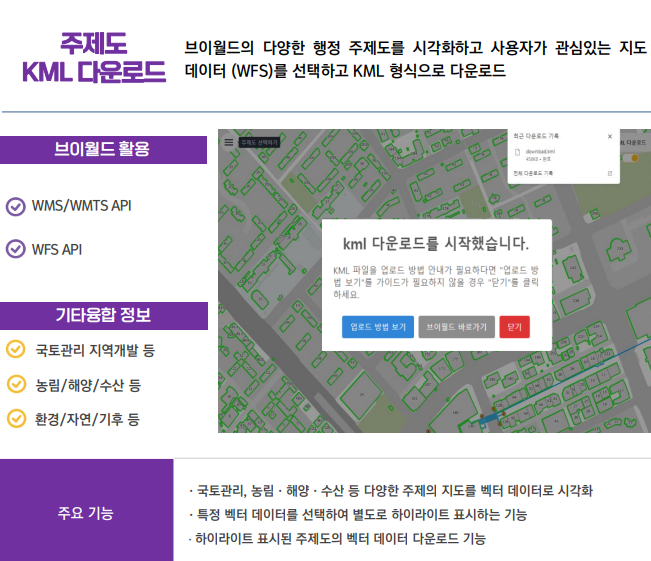 주제도
KML 다운로드
브이월드의 다양한 행정 주제도를 시각화하고 사용자가 관심있는 지도
데이터 (WFS)를 선택하고 KML 형식으로 다운로드
브이월드 활용
WMS/WMTS API
WFS API
기타융합 정보
국토관리 지역개발 등
농림/해양/수산 등
환경/자연/기후 등
주제도 선택하기
최근 다운로드 기록
download.kml
전체 다운로드 기록
KML 다운로드
kml 다운로드를 시작했습니다.
KML 파일을 업로드 방법 안내가 필요하다면 "업로드 방
법 보기"를 가이드가 필요하지 않을 경우 "닫기"를 클릭
하세요.
업로드 방법 보기
브이월드 바로가기
닫기
주요 기능
· 국토관리, 농림 · 해양 · 수산 등 다양한 주제의 지도를 벡터 데이터로 시각화
· 특정 벡터 데이터를 선택하여 별도로 하이라이트 표시하는 기능
· 하이라이트 표시된 주제도의 벡터 데이터 다운로드 기능